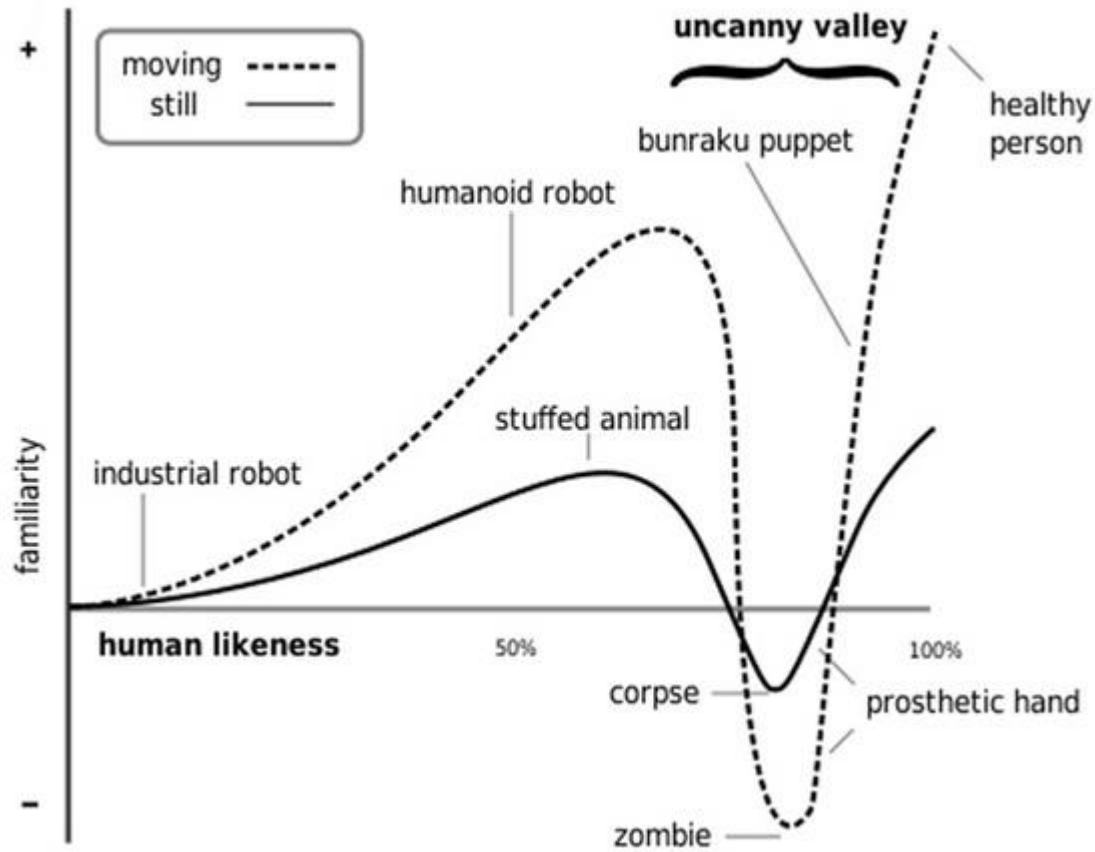 +
uncanny valley
moving
still
healthy
person
bunraku puppet
humanoid robot
stuffed animal
industrial robot
familiarity
human likeness
50%
100%
corpse
prosthetic hand
–
zombie